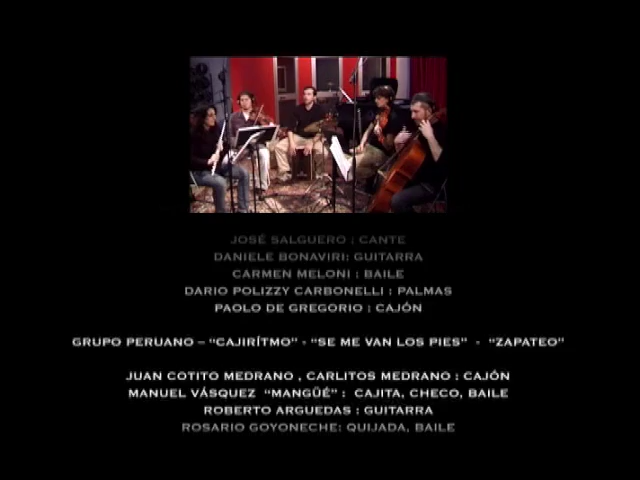 JOSÉ SALGUERO : CANTE
DANIELE BONAVIRI: GUITARRA
CARMEN MELONI : BAILE
DARIO POLIZZY CARBONELLI : PALMAS
PAOLO DE GREGORIO : CAJÓN
GRUPO PERUANO – “CAJIRÍTMO” - “SE ME VAN LOS PIES” - “ZAPATEO”
JUAN COTITO MEDRANO , CARLITOS MEDRANO : CAJÓN
MANUEL VÁSQUEZ “MANGÜÉ” : CAJITA, CHECO, BAILE
ROBERTO ARGUEDAS : GUITARRA
ROSARIO GOYONECHE: QUIJADA, BAILE